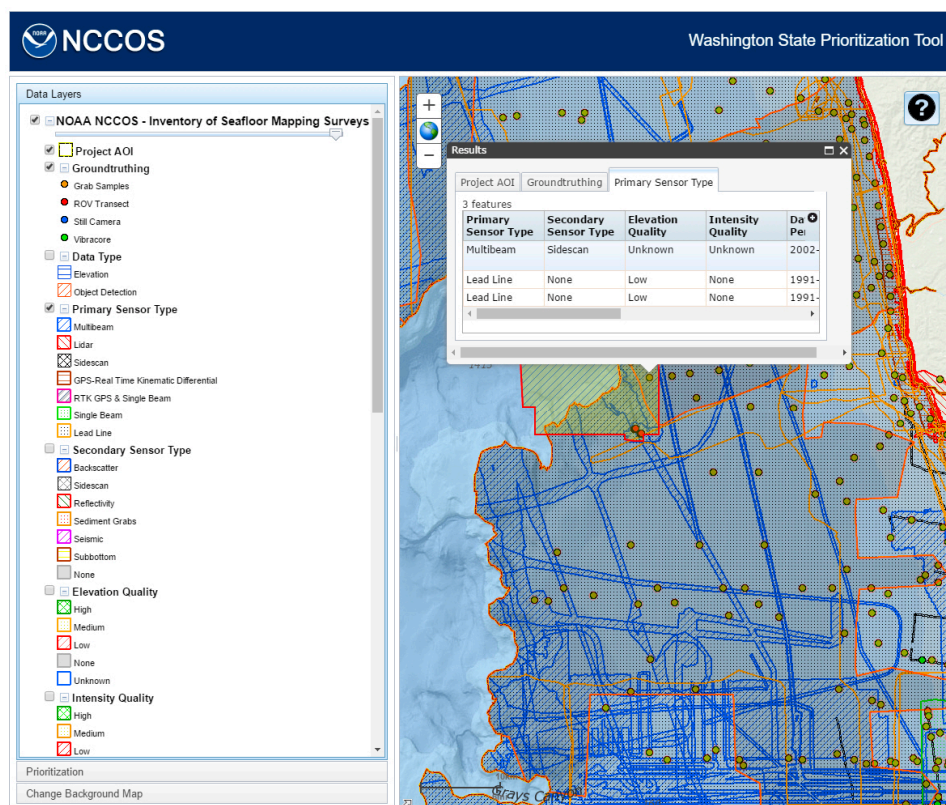 NOAA
NCCOS
Washington State Prioritization Tool
Data Layers
NOAA NCCOS - Inventory of Seafloor Mapping Surveys
Project AOI
Groundtruthing
Grab Samples
ROV Transect
Still Camera
Vibracore
Data Type
Elevation
Object Detection
Primary Sensor Type
Multibeam
Lidar
Sidescan
GPS-Real Time Kinematic Differential
RTK GPS & Single Beam
Single Beam
Lead Line
Secondary Sensor Type
Backscatter
Sidescan
Reflectivity
Sediment Grabs
Seismic
Subbottom
None
Elevation Quality
High
Medium
Low
None
Unknown
Intensity Quality
High
Medium
Low
Prioritization
Change Background Map
+
−
?
Results
Project AOI Groundtruthing Primary Sensor Type
3 features
Primary Sensor Type Secondary Sensor Type Elevation Quality Intensity Quality Da Pei
Multibeam Sidescan Unknown Unknown 2002-
Lead Line None Low None 1991-
Lead Line None Low None 1991-
Grays